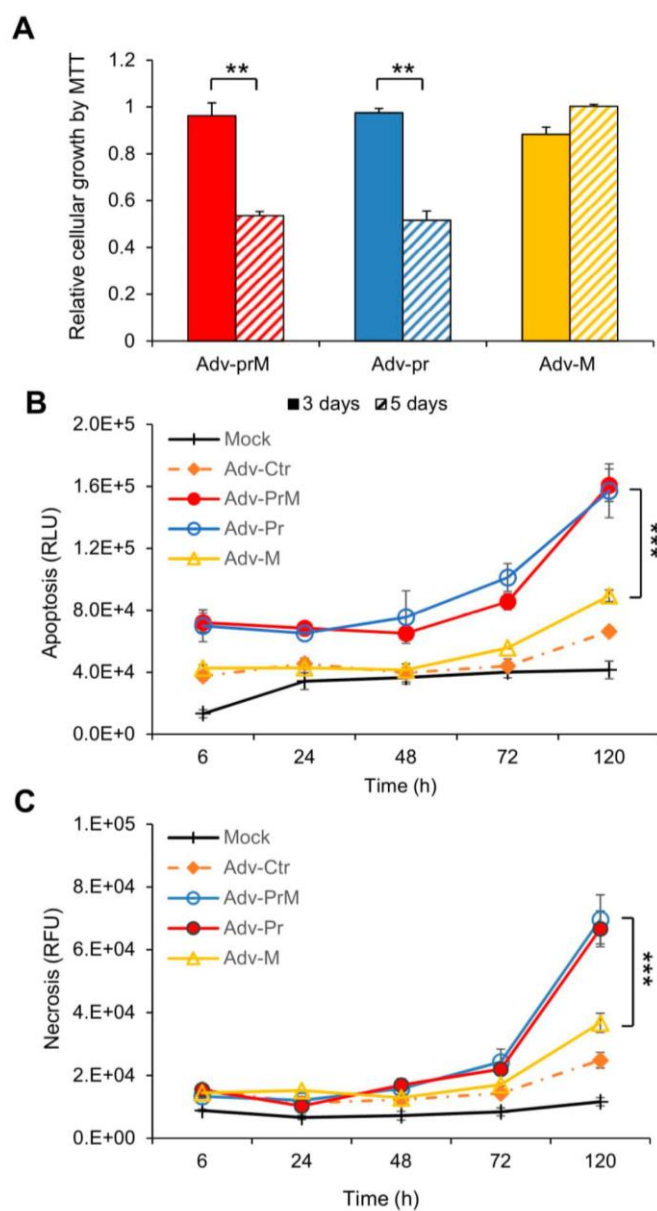 A
Relative cellular growth by MTT
1.2
1
0.8
0.6
0.4
0.2
0
**
**
Adv-prM
Adv-pr
Adv-M
3 days
5 days
B
Apoptosis (RLU)
2.0E+5
1.6E+5
1.2E+5
8.0E+4
4.0E+4
0.0E+0
Mock
Adv-Ctr
Adv-PrM
Adv-Pr
Adv-M
***
6
24
48
72
120
Time (h)
C
Necrosis (RFU)
1.E+05
8.E+04
6.E+04
4.E+04
2.E+04
0.E+00
Mock
Adv-Ctr
Adv-PrM
Adv-Pr
Adv-M
***
6
24
48
72
120
Time (h)